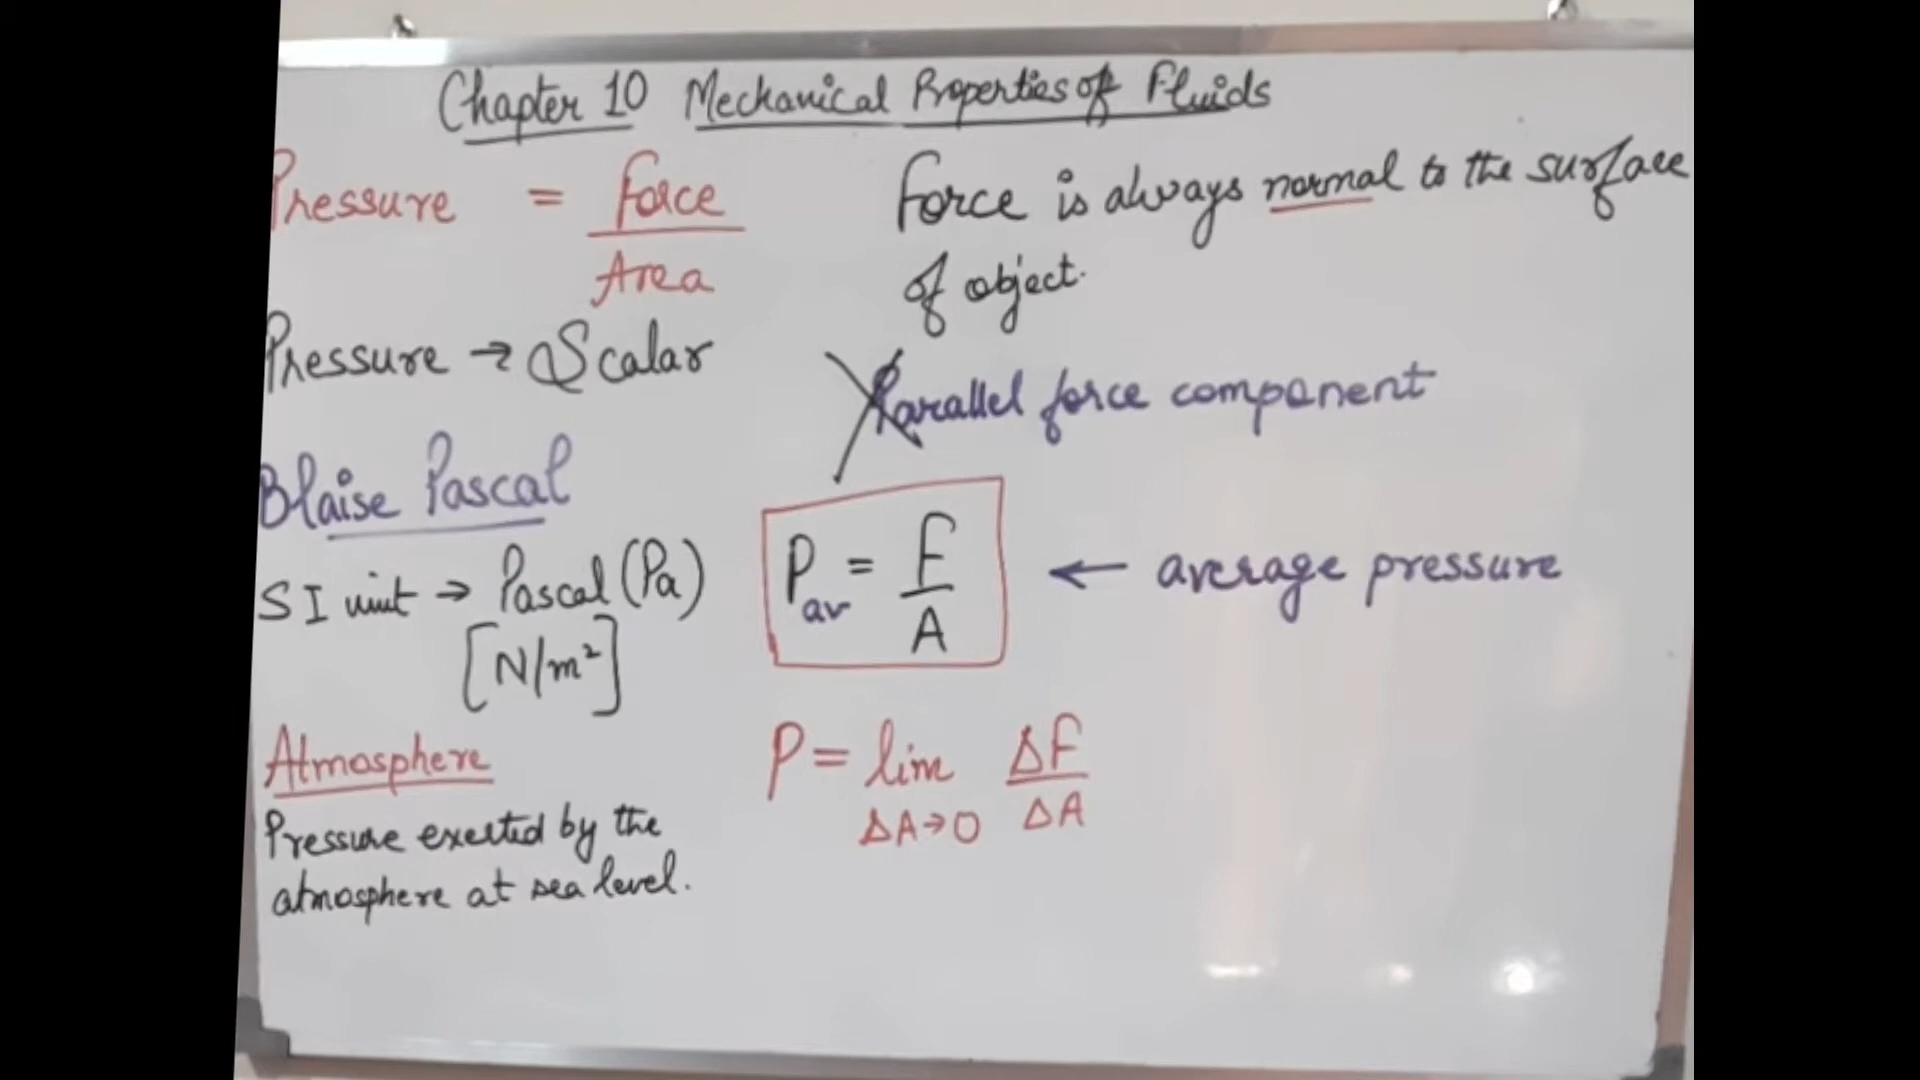 Chapter 10 Mechanical Properties of Fluids
Pressure = Force / Area
Pressure → Scalar
Blaise Pascal
SI unit → Pascal (Pa)
[N/m²]
Atmosphere
Pressure exerted by the
atmosphere at sea level.
Force is always normal to the surface
of object.
Parallel force component
P_av = F / A ← average pressure
P = lim ΔF / ΔA
ΔA→0